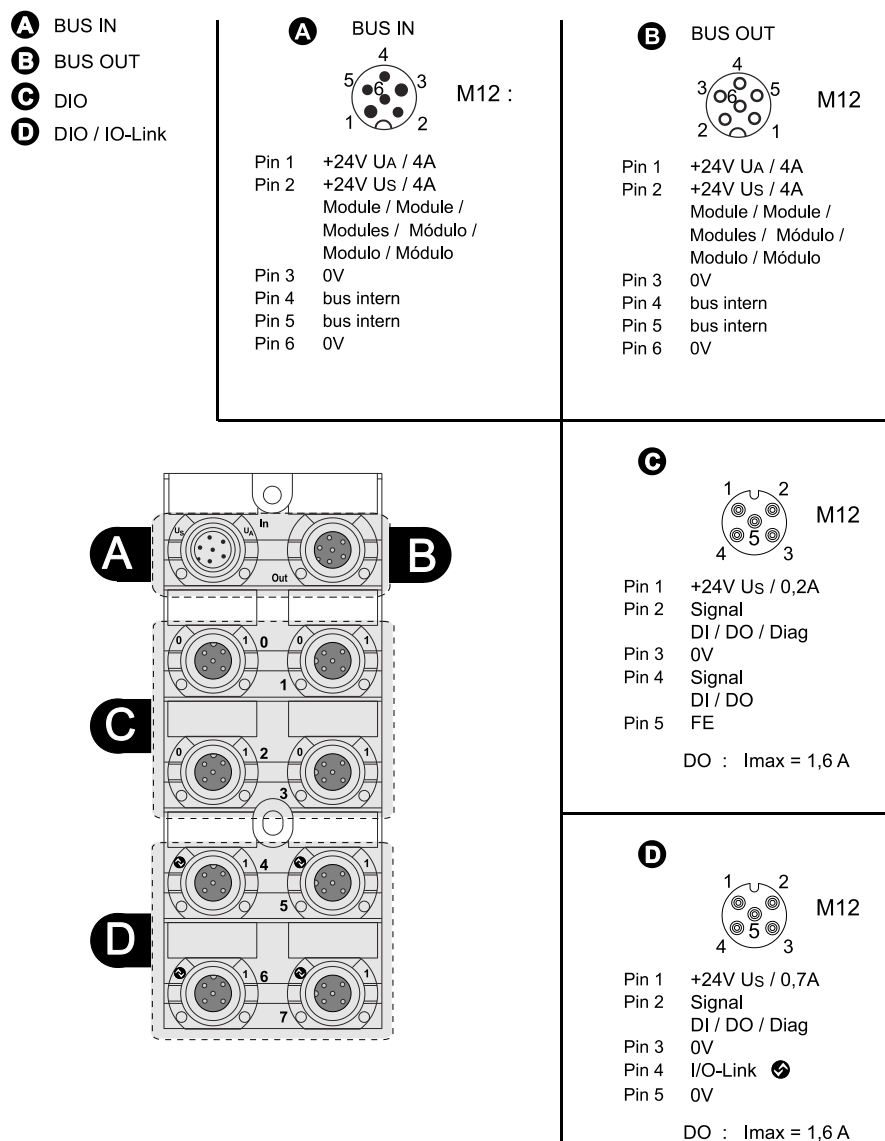 A BUS IN
B BUS OUT
C DIO
D DIO / IO-Link
A BUS IN
4
5 6 3
1 2
M12 :
Pin 1 +24V UA / 4A
Pin 2 +24V US / 4A
Module / Module /
Modules / Módulo /
Modulo / Módulo
Pin 3 0V
Pin 4 bus intern
Pin 5 bus intern
Pin 6 0V
B BUS OUT
4
3 6 5
2 1
M12
Pin 1 +24V UA / 4A
Pin 2 +24V US / 4A
Module / Module /
Modules / Módulo /
Modulo / Módulo
Pin 3 0V
Pin 4 bus intern
Pin 5 bus intern
Pin 6 0V
A
US UA In
Out
B
C
0 1 0 0 1
1
0 1 2 0 1
3
D
1 4 1
5
1 6 1
7
C
1 2
5
4 3
M12
Pin 1 +24V US / 0,2A
Pin 2 Signal
DI / DO / Diag
Pin 3 0V
Pin 4 Signal
DI / DO
Pin 5 FE
DO : Imax = 1,6 A
D
1 2
5
4 3
M12
Pin 1 +24V US / 0,7A
Pin 2 Signal
DI / DO / Diag
Pin 3 0V
Pin 4 I/O-Link
Pin 5 0V
DO : Imax = 1,6 A